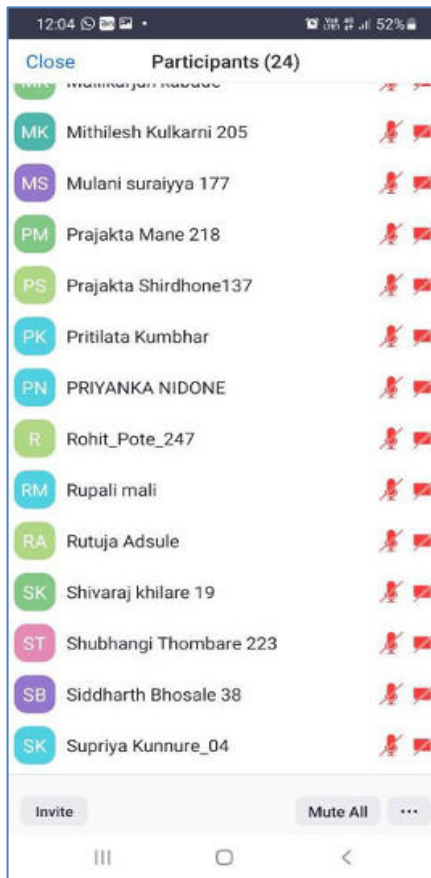 12:04 52%
Close Participants (24)
MK Mithilesh Kulkarni 205
MS Mulani suraiyya 177
PM Prajakta Mane 218
PS Prajakta Shirdhone137
PK Pritilata Kumbhar
PN PRIYANKA NIDONE
R Rohit_Pote_247
RM Rupali mali
RA Rutuja Adsule
SK Shivaraj khilare 19
ST Shubhangi Thombare 223
SB Siddharth Bhosale 38
SK Supriya Kunnure_04
Invite Mute All ...